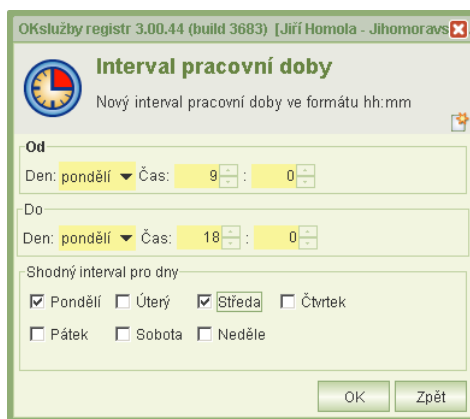 OKslužby registr 3.00.44 (build 3683) [Jiří Homola - Jihomoravs
Interval pracovní doby
Nový interval pracovní doby ve formátu hh:mm
Od
Den: pondělí Čas: 9 : 0
Do
Den: pondělí Čas: 18 : 0
Shodný interval pro dny
Pondělí Úterý Středa Čtvrtek
Pátek Sobota Neděle
OK Zpět